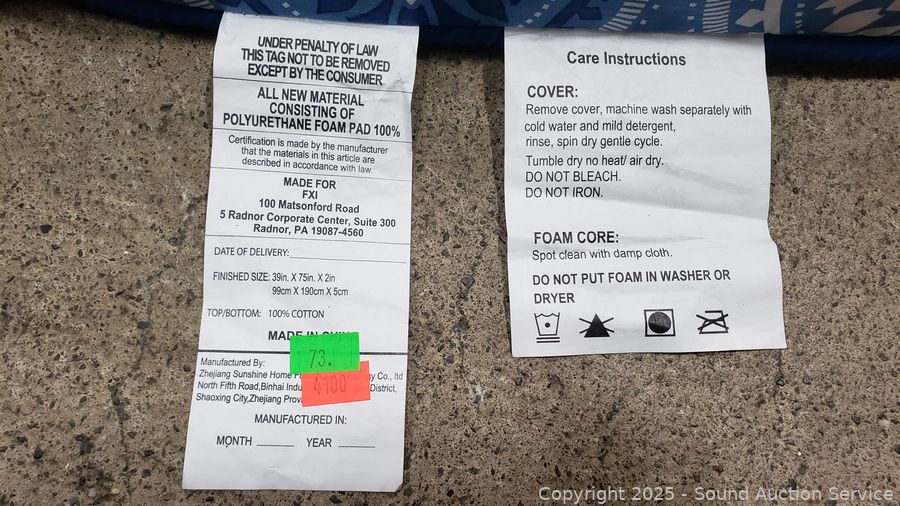 UNDER PENALTY OF LAW
THIS TAG NOT TO BE REMOVED
EXCEPT BY THE CONSUMER
ALL NEW MATERIAL
CONSISTING OF
POLYURETHANE FOAM PAD 100%
Certification is made by the manufacturer
that the materials in this article are
described in accordance with law.
MADE FOR
FXI
100 Matsonford Road
5 Radnor Corporate Center, Suite 300
Radnor, PA 19087-4560
DATE OF DELIVERY:
FINISHED SIZE: 39in. X 75in. X 2in
99cm X 190cm X 5cm
TOP/BOTTOM: 100% COTTON
MADE IN
73.
4100
Manufactured By:
Zhejiang Sunshine Home Co., ltd
North Fifth Road,Binhai District,
Shaoxing City,Zhejiang
MANUFACTURED IN:
MONTH YEAR
Care Instructions
COVER:
Remove cover, machine wash separately with
cold water and mild detergent,
rinse, spin dry gentle cycle.
Tumble dry no heat/ air dry.
DO NOT BLEACH.
DO NOT IRON.
FOAM CORE:
Spot clean with damp cloth.
DO NOT PUT FOAM IN WASHER OR
DRYER
Copyright © 2025 - Sound Auction Service